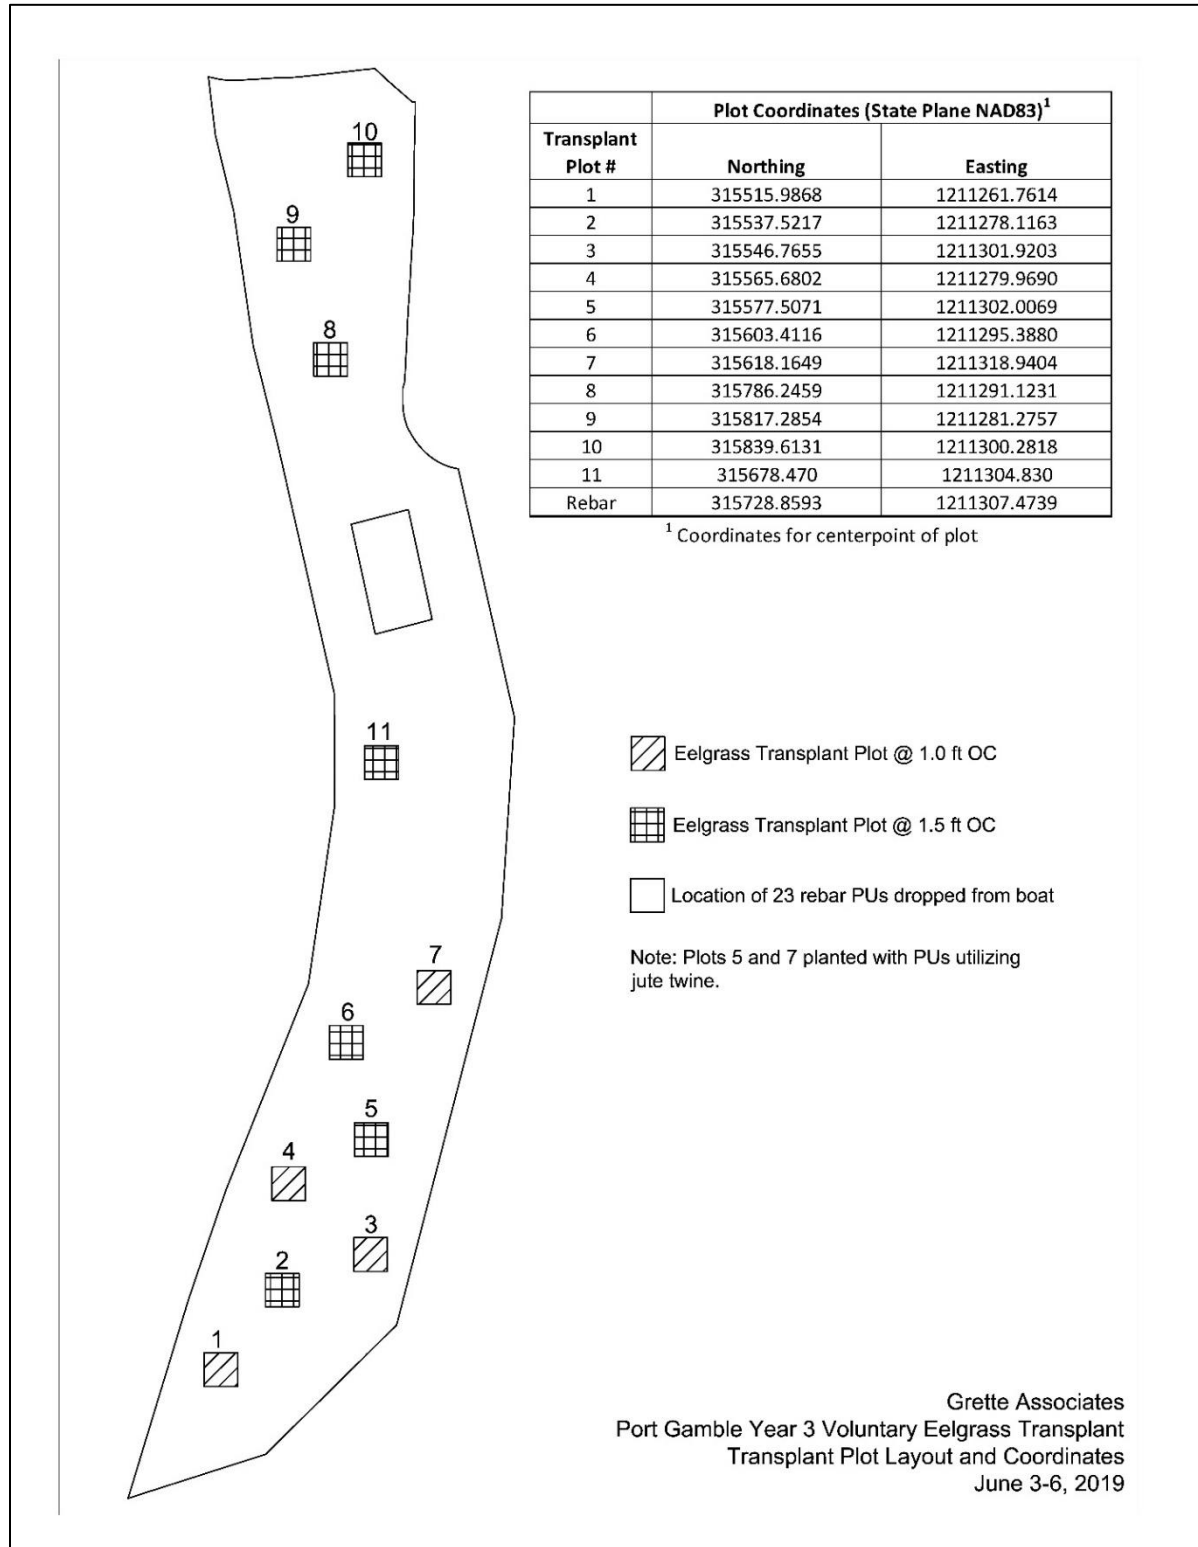 Plot Coordinates (State Plane NAD83)1
Transplant
Plot # Northing Easting
1 315515.9868 1211261.7614
2 315537.5217 1211278.1163
3 315546.7655 1211301.9203
4 315565.6802 1211279.9690
5 315577.5071 1211302.0069
6 315603.4116 1211295.3880
7 315618.1649 1211318.9404
8 315786.2459 1211291.1231
9 315817.2854 1211281.2757
10 315839.6131 1211300.2818
11 315678.470 1211304.830
Rebar 315728.8593 1211307.4739
1 Coordinates for centerpoint of plot
10
9
8
11
7
6
5
4
3
2
1
Eelgrass Transplant Plot @ 1.0 ft OC
Eelgrass Transplant Plot @ 1.5 ft OC
Location of 23 rebar PUs dropped from boat
Note: Plots 5 and 7 planted with PUs utilizing
jute twine.
Grette Associates
Port Gamble Year 3 Voluntary Eelgrass Transplant
Transplant Plot Layout and Coordinates
June 3-6, 2019